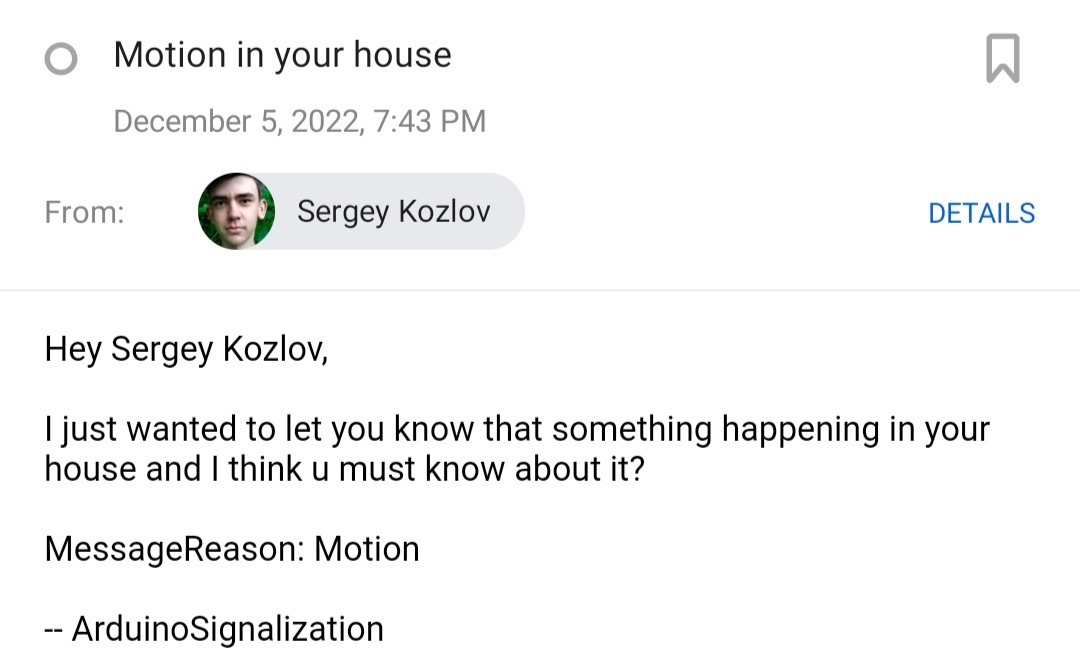 Motion in your house
December 5, 2022, 7:43 PM
From: Sergey Kozlov DETAILS
Hey Sergey Kozlov,
I just wanted to let you know that something happening in your
house and I think u must know about it?
MessageReason: Motion
-- ArduinoSignalization